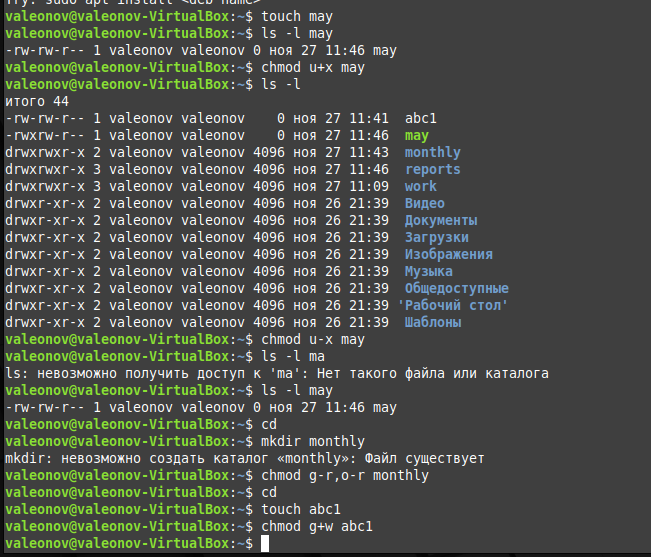 Try: sudo apt install <deb name>
valeonov@valeonov-VirtualBox:~$ touch may
valeonov@valeonov-VirtualBox:~$ ls -l may
-rw-rw-r-- 1 valeonov valeonov 0 ноя 27 11:46 may
valeonov@valeonov-VirtualBox:~$ chmod u+x may
valeonov@valeonov-VirtualBox:~$ ls -l
итого 44
-rw-rw-r-- 1 valeonov valeonov    0 ноя 27 11:41  abc1
-rwxrw-r-- 1 valeonov valeonov    0 ноя 27 11:46  may
drwxrwxr-x 2 valeonov valeonov 4096 ноя 27 11:43  monthly
drwxrwxr-x 3 valeonov valeonov 4096 ноя 27 11:46  reports
drwxrwxr-x 3 valeonov valeonov 4096 ноя 27 11:09  work
drwxr-xr-x 2 valeonov valeonov 4096 ноя 26 21:39  Видео
drwxr-xr-x 2 valeonov valeonov 4096 ноя 26 21:39  Документы
drwxr-xr-x 2 valeonov valeonov 4096 ноя 26 21:39  Загрузки
drwxr-xr-x 2 valeonov valeonov 4096 ноя 26 21:39  Изображения
drwxr-xr-x 2 valeonov valeonov 4096 ноя 26 21:39  Музыка
drwxr-xr-x 2 valeonov valeonov 4096 ноя 26 21:39  Общедоступные
drwxr-xr-x 2 valeonov valeonov 4096 ноя 26 21:39 'Рабочий стол'
drwxr-xr-x 2 valeonov valeonov 4096 ноя 26 21:39  Шаблоны
valeonov@valeonov-VirtualBox:~$ chmod u-x may
valeonov@valeonov-VirtualBox:~$ ls -l ma
ls: невозможно получить доступ к 'ma': Нет такого файла или каталога
valeonov@valeonov-VirtualBox:~$ ls -l may
-rw-rw-r-- 1 valeonov valeonov 0 ноя 27 11:46 may
valeonov@valeonov-VirtualBox:~$ cd
valeonov@valeonov-VirtualBox:~$ mkdir monthly
mkdir: невозможно создать каталог «monthly»: Файл существует
valeonov@valeonov-VirtualBox:~$ chmod g-r,o-r monthly
valeonov@valeonov-VirtualBox:~$ cd
valeonov@valeonov-VirtualBox:~$ touch abc1
valeonov@valeonov-VirtualBox:~$ chmod g+w abc1
valeonov@valeonov-VirtualBox:~$